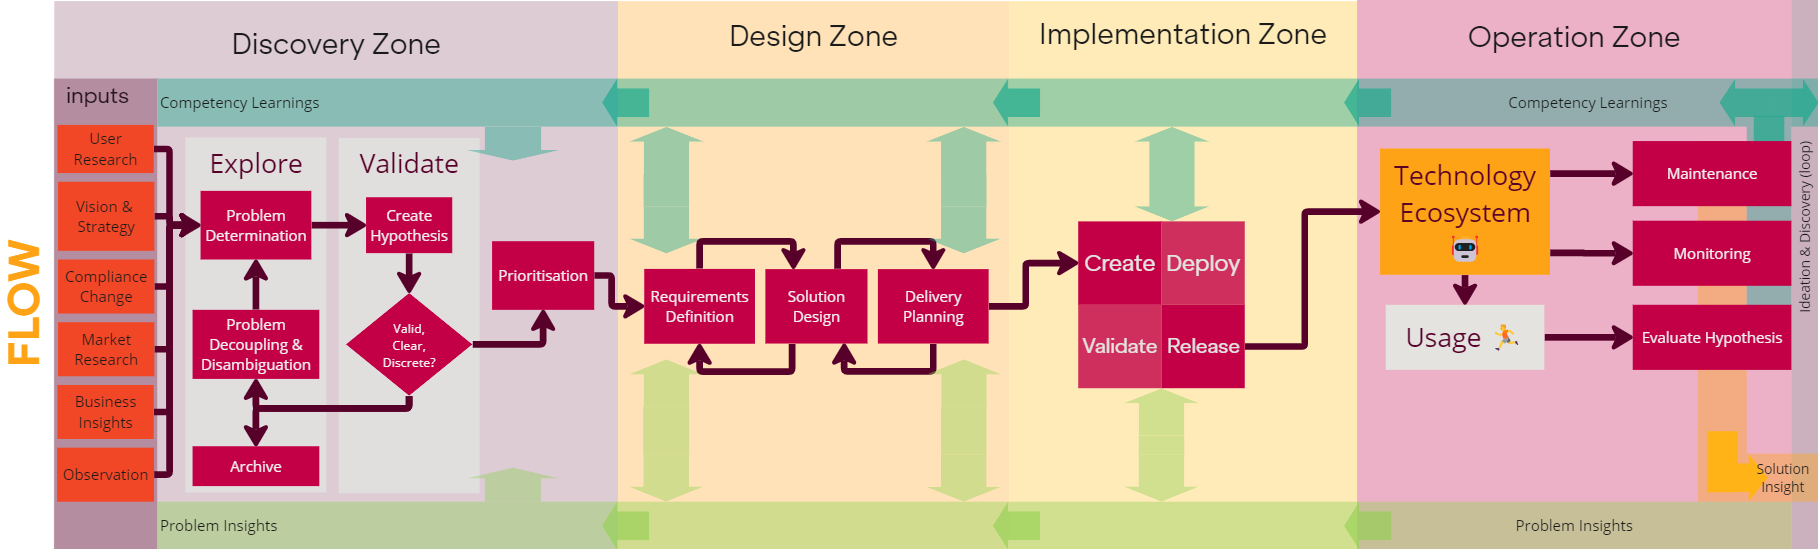 Discovery Zone
Design Zone
Implementation Zone
Operation Zone
inputs
Competency Learnings
Competency Learnings
FLOW
User
Research
Vision &
Strategy
Compliance
Change
Market
Research
Business
Insights
Observation
Explore
Problem
Determination
Problem
Decoupling &
Disambiguation
Archive
Validate
Create
Hypothesis
Valid,
Clear,
Discrete?
Prioritisation
Requirements
Definition
Solution
Design
Delivery
Planning
Create
Deploy
Validate
Release
Technology
Ecosystem
Usage
Maintenance
Monitoring
Evaluate Hypothesis
Ideation & Discovery (loop)
Solution
Insight
Problem Insights
Problem Insights